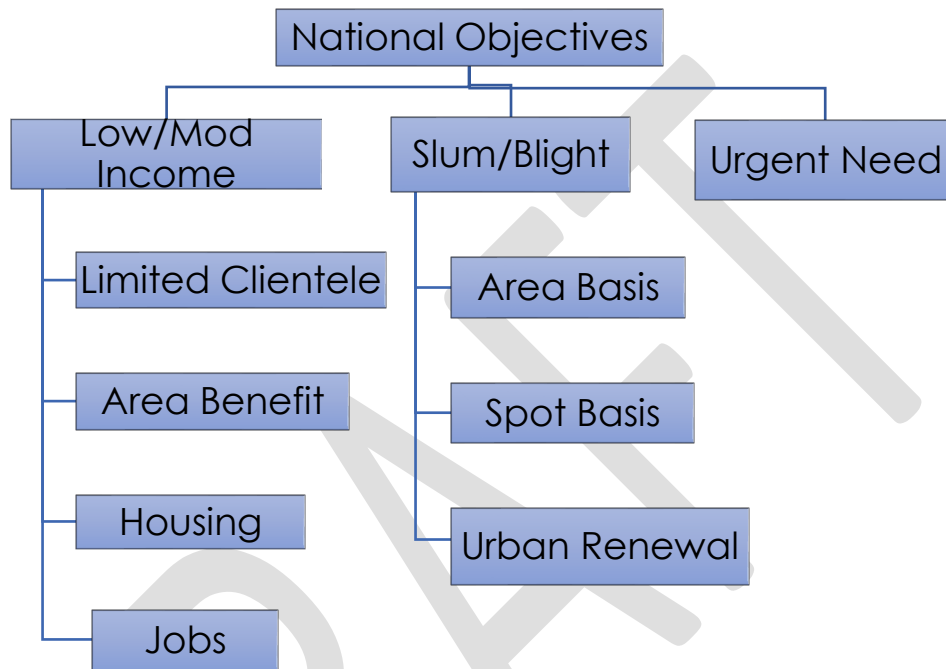 National Objectives
Low/Mod
Income
Limited Clientele
Area Benefit
Housing
Jobs
Slum/Blight
Area Basis
Spot Basis
Urban Renewal
Urgent Need
DRAFT